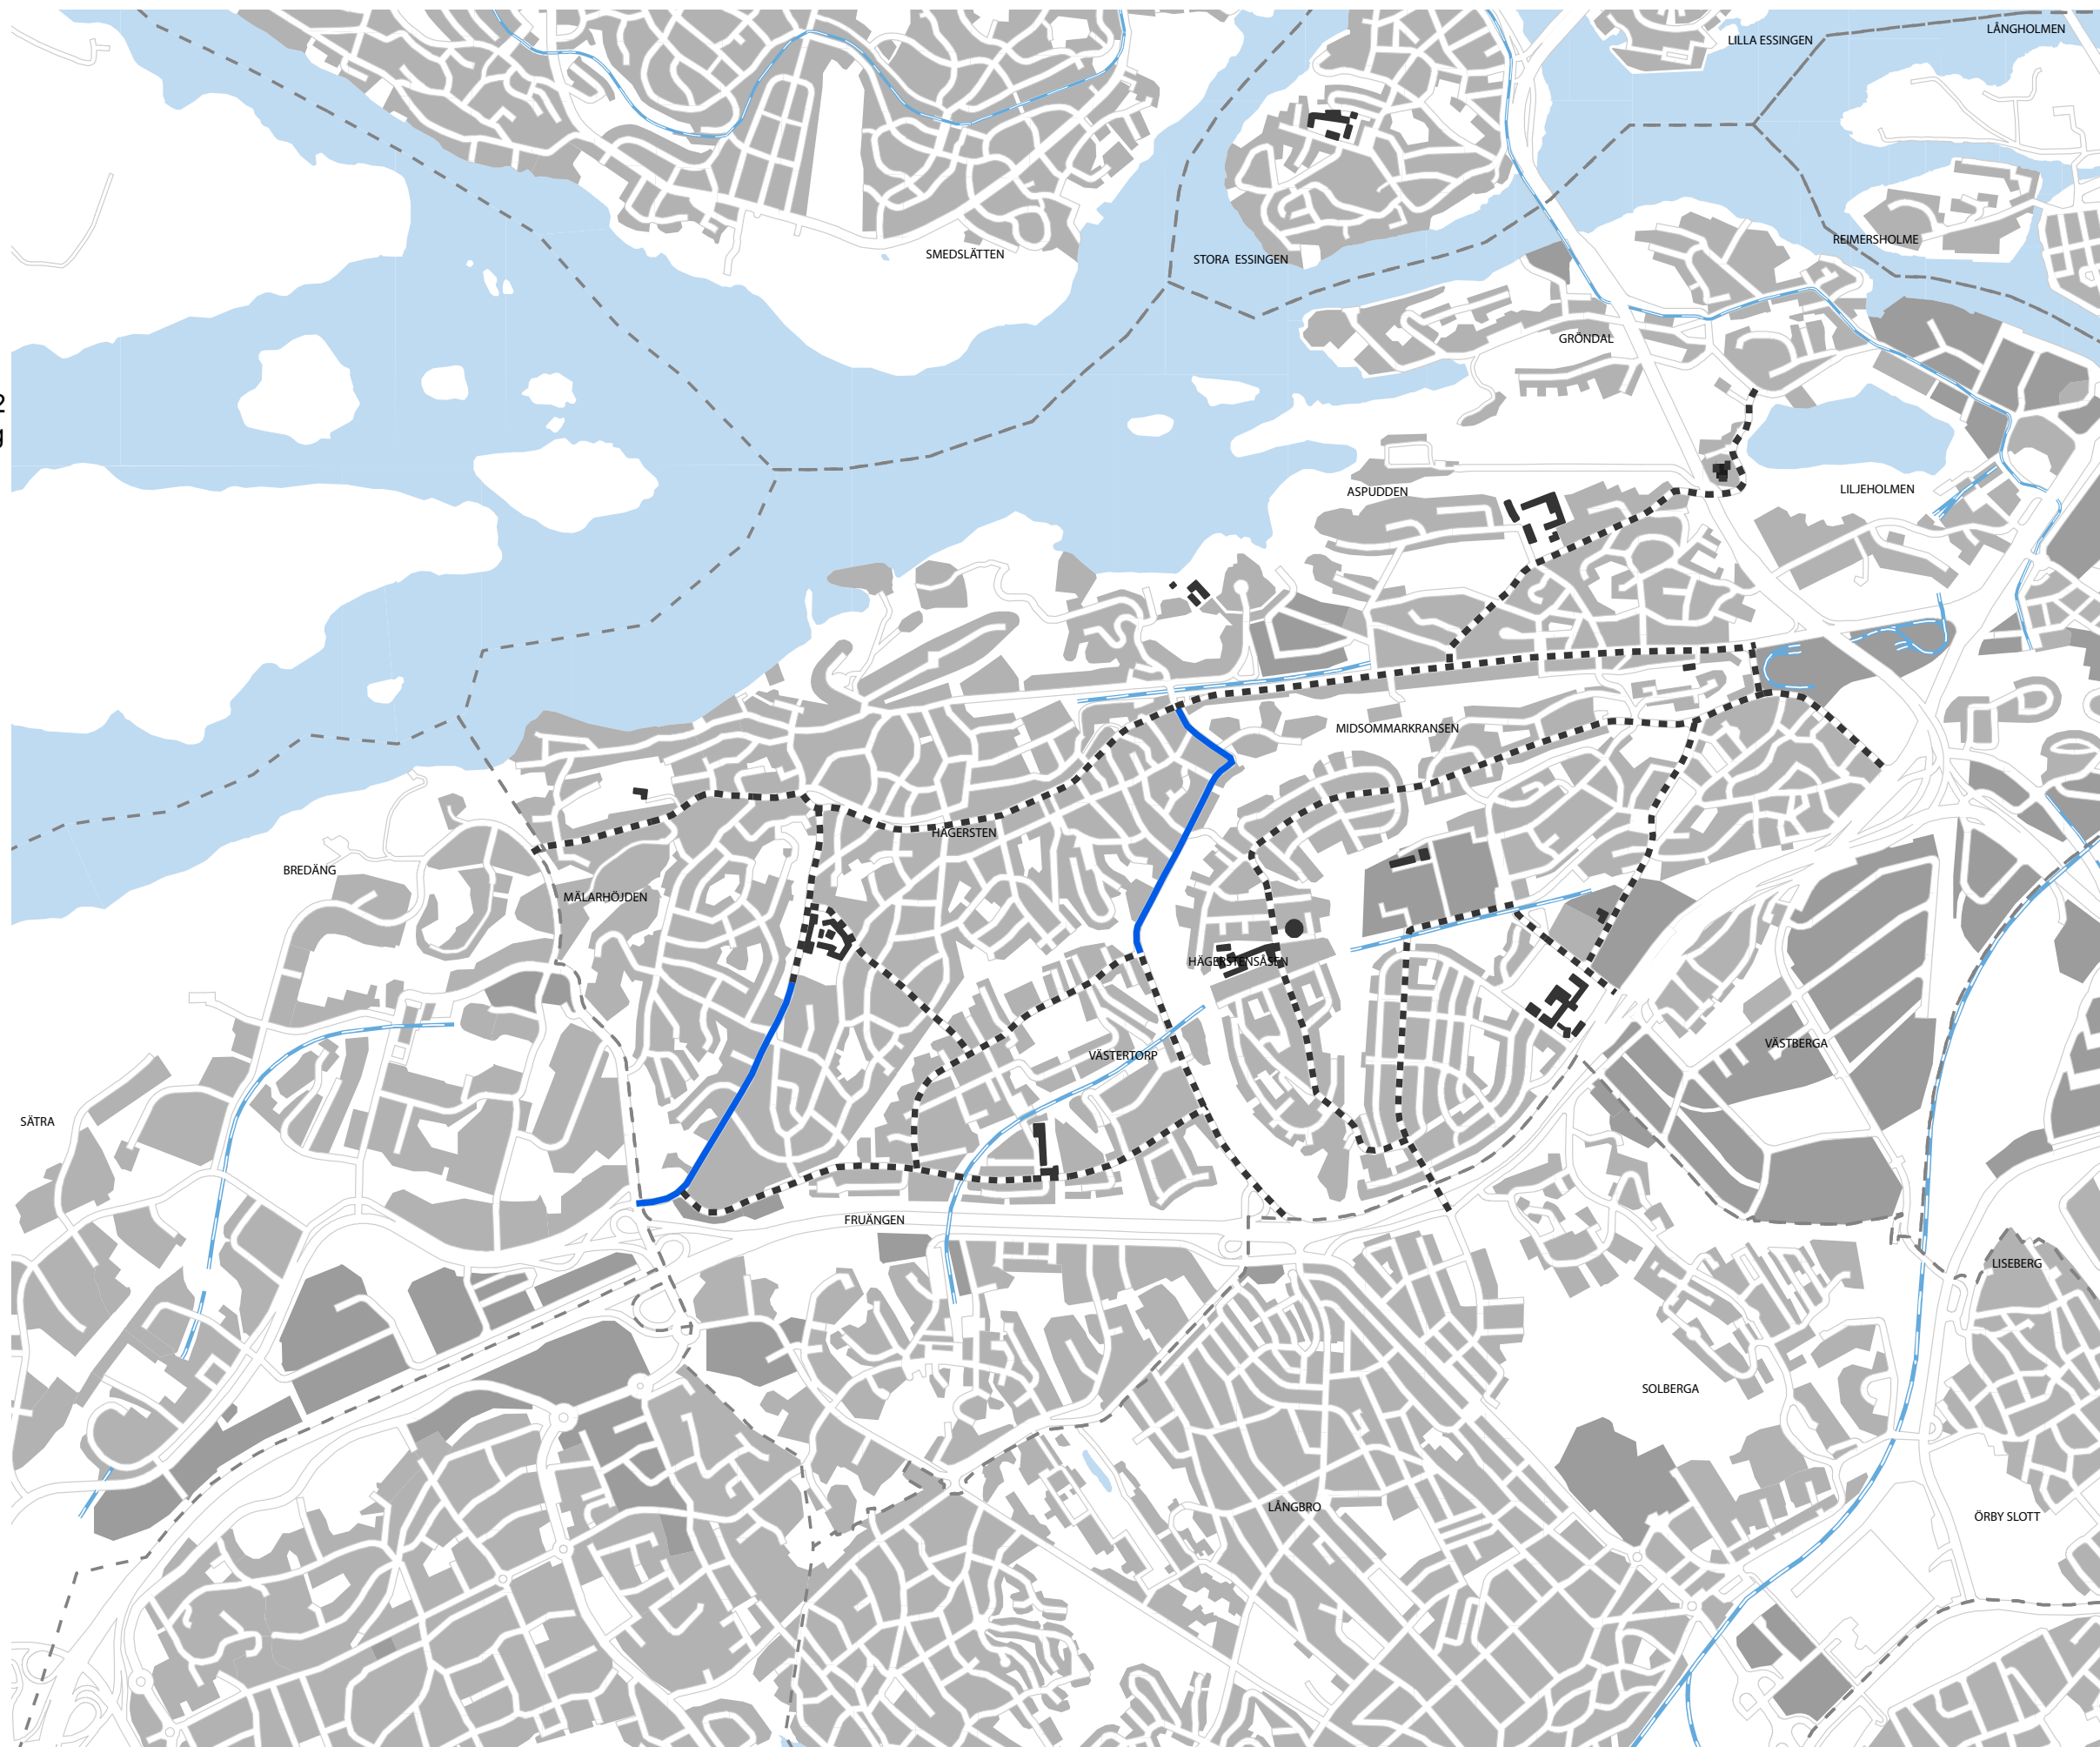 LÅNGHOLMEN
LILLA ESSINGEN
REIMERSHOLME
SMEDSLÄTTEN
STORA ESSINGEN
GRÖNDAL
LILJEHOLMEN
ASPUDDEN
MIDSOMMARKRANSEN
HÄGERSTEN
BREDÄNG
MÄLARHÖJDEN
HÄGERSTENSÅSEN
VÄSTBERGA
VÄSTERTORP
SÄTRA
FRUÄNGEN
LISEBERG
SOLBERGA
LÅNGBRO
ÖRBY SLOTT